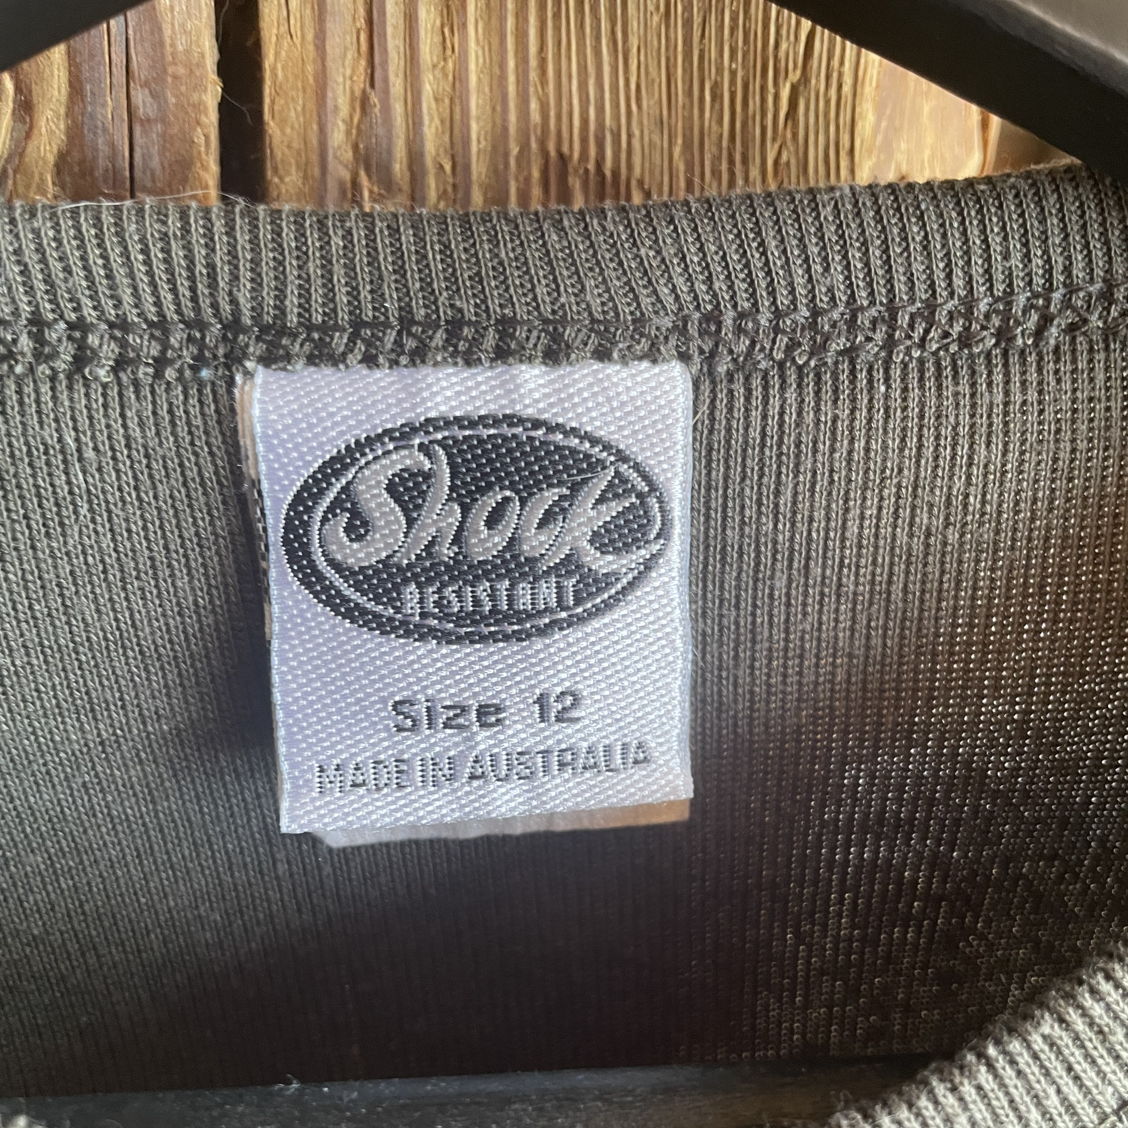 Shock
RESISTANT
Size 12
MADE IN AUSTRALIA